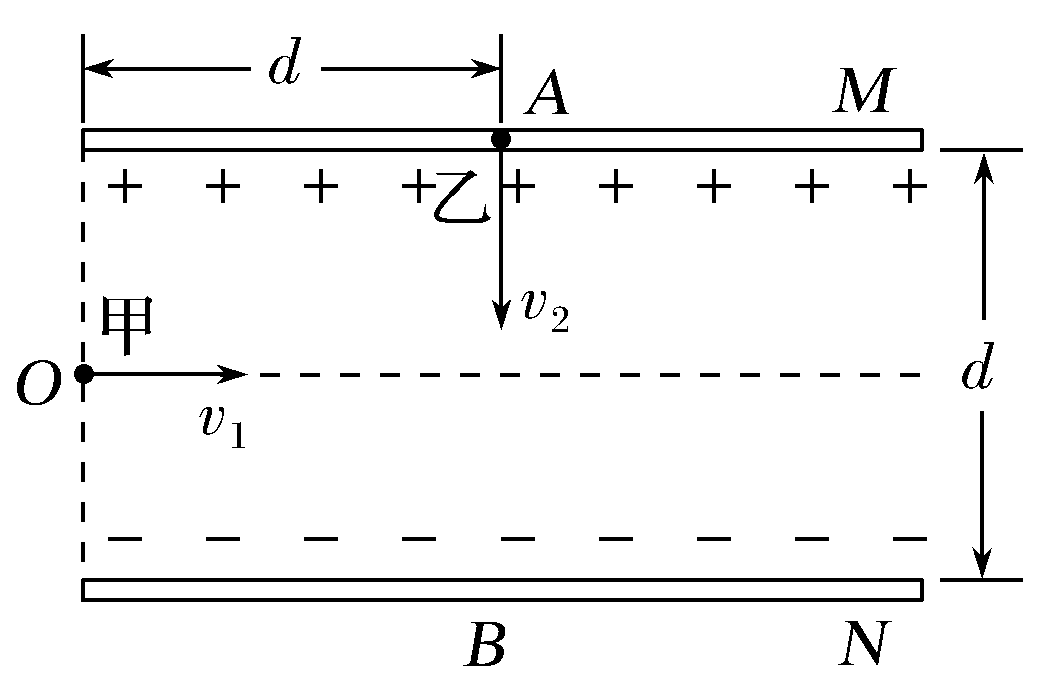 d
A M
+ + + + + + + + +
乙
v2
甲
O
d
v1
− − − − − − − − −
B N